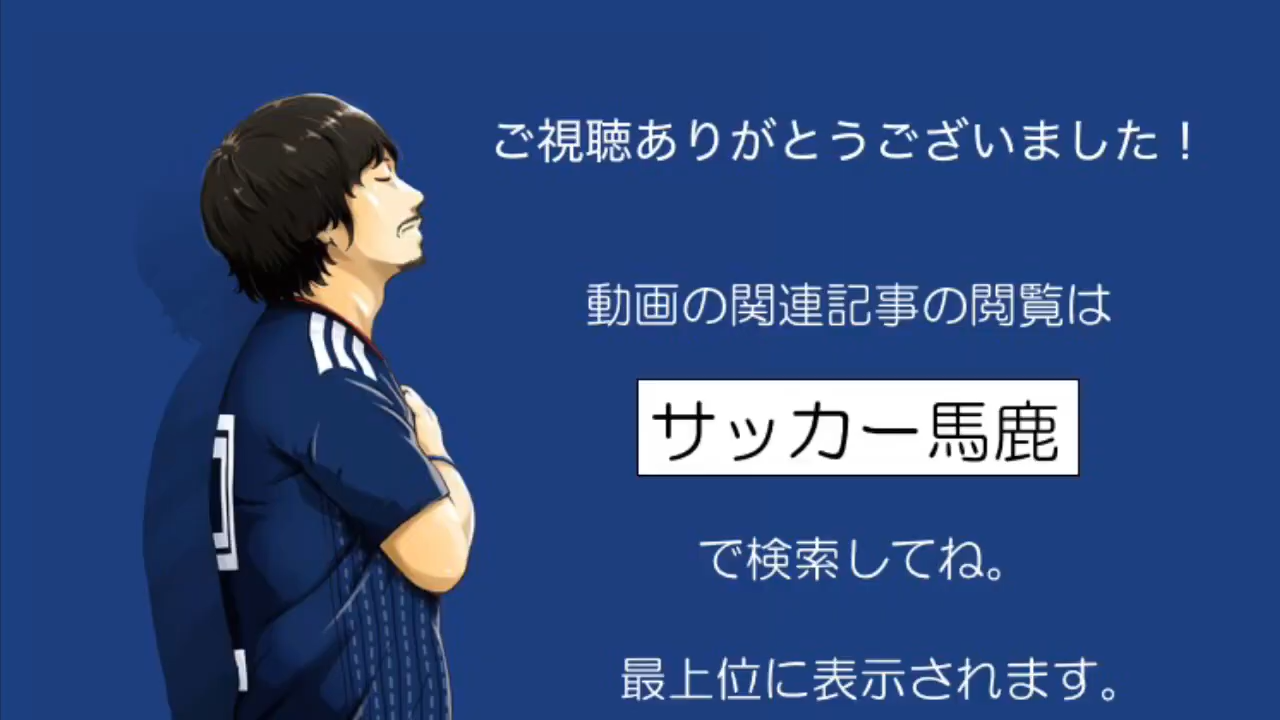 ご視聴ありがとうございました！
動画の関連記事の閲覧は
サッカー馬鹿
で検索してね。
最上位に表示されます。